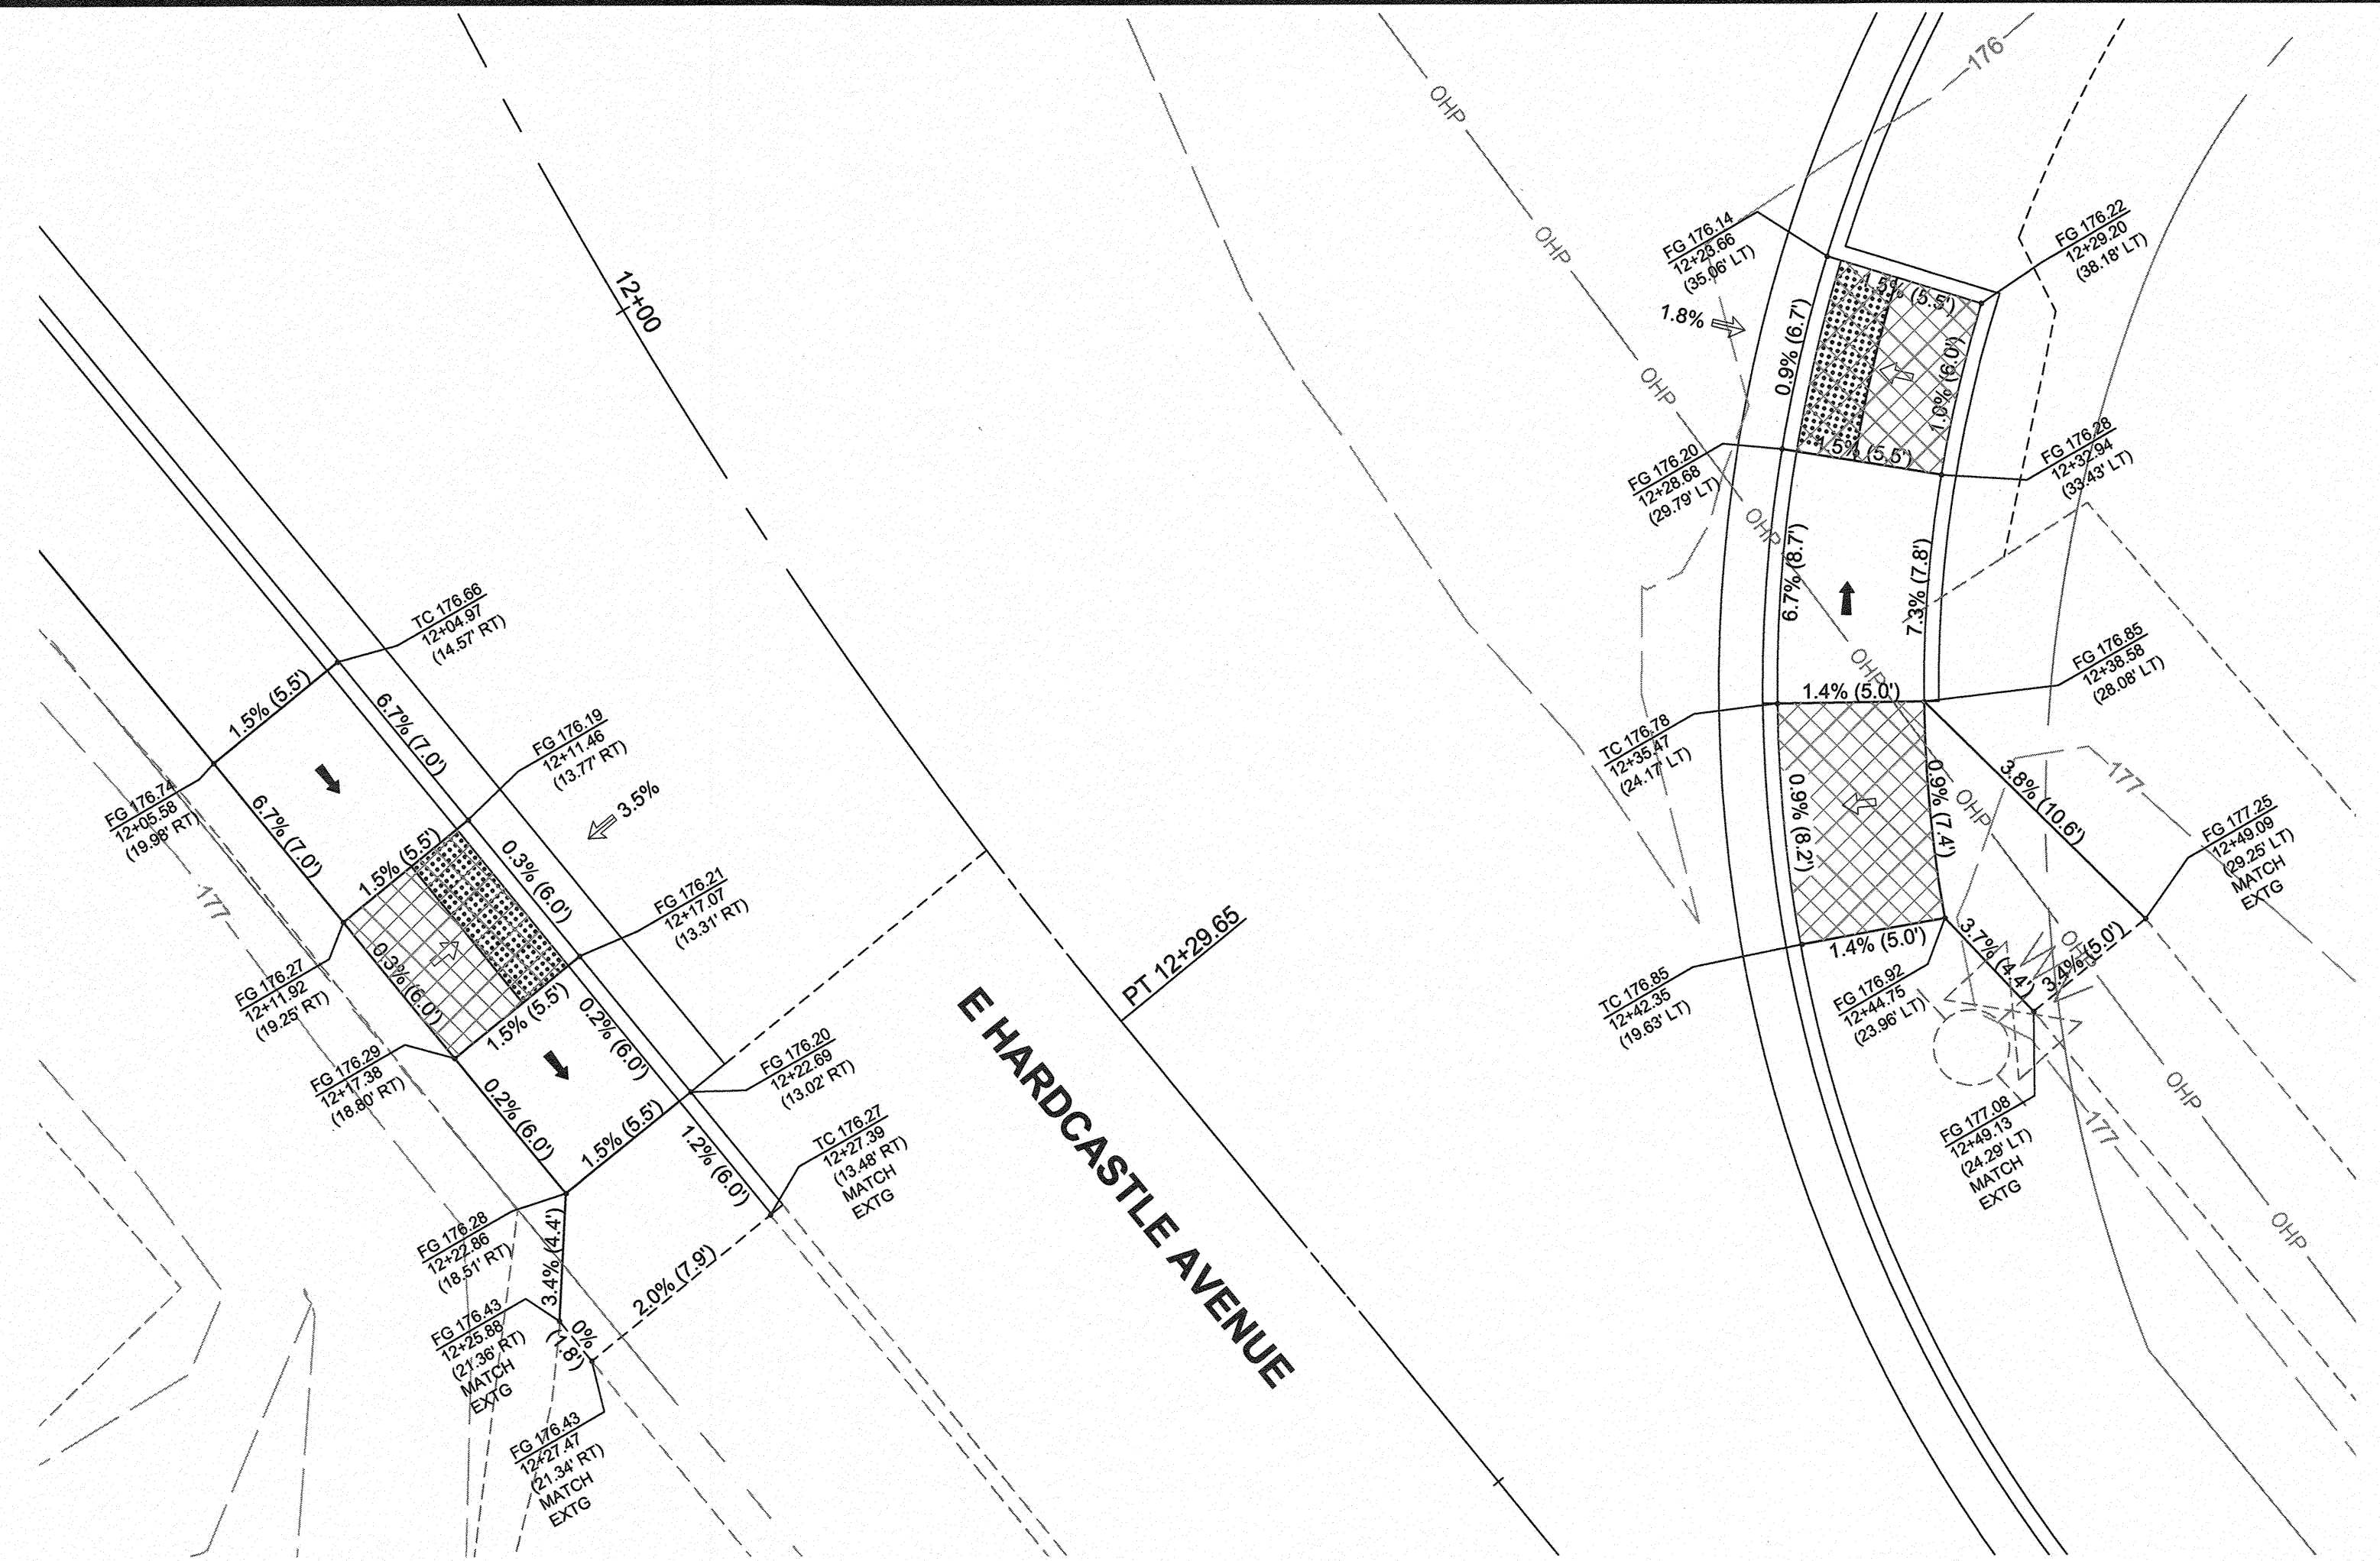 12+00
TC 176.66
12+04.97
(14.57' RT)
1.5% (5.5')
6.7% (7.0')
FG 176.74
12+05.58
(19.98' RT)
6.7% (7.0')
FG 176.19
12+11.46
(13.77' RT)
3.5%
1.5% (5.5')
0.3% (6.0')
177
FG 176.27
12+11.92
(19.25' RT)
0.3% (6.0')
FG 176.21
12+17.07
(13.31' RT)
1.5% (5.5')
0.2% (6.0')
FG 176.29
12+17.38
(18.80' RT)
0.2% (6.0')
FG 176.20
12+22.69
(13.02' RT)
1.5% (5.5')
1.2% (6.0')
TC 176.27
12+27.39
(13.48' RT)
MATCH
EXTG
FG 176.28
12+22.86
(18.51' RT)
3.4% (4.4')
2.0% (7.9')
FG 176.43
12+25.88
(21.36' RT)
MATCH
EXTG
0%
(1.8')
FG 176.43
12+27.47
(21.34' RT)
MATCH
EXTG
PT 12+29.65
E HARDCASTLE AVENUE
OHP
OHP
OHP
OHP
OHP
OHP
OHP
OHP
OHP
176
FG 176.14
12+23.66
(35.06' LT)
FG 176.22
12+29.20
(38.18' LT)
1.8%
0.9% (6.7')
1.5% (5.5')
1.0% (6.0')
1.5% (5.5')
FG 176.20
12+28.68
(29.79' LT)
FG 176.28
12+32.94
(33.43' LT)
6.7% (8.7')
7.3% (7.8')
FG 176.85
12+38.58
(28.08' LT)
1.4% (5.0')
TC 176.78
12+35.47
(24.17' LT)
0.9% (8.2')
0.9% (7.4')
3.8% (10.6')
177
FG 177.25
12+49.09
(29.25' LT)
MATCH
EXTG
1.4% (5.0')
3.7% (4.4')
3.4% (5.0')
TC 176.85
12+42.35
(19.63' LT)
FG 176.92
12+44.75
(23.96' LT)
FG 177.08
12+49.13
(24.29' LT)
MATCH
EXTG
177